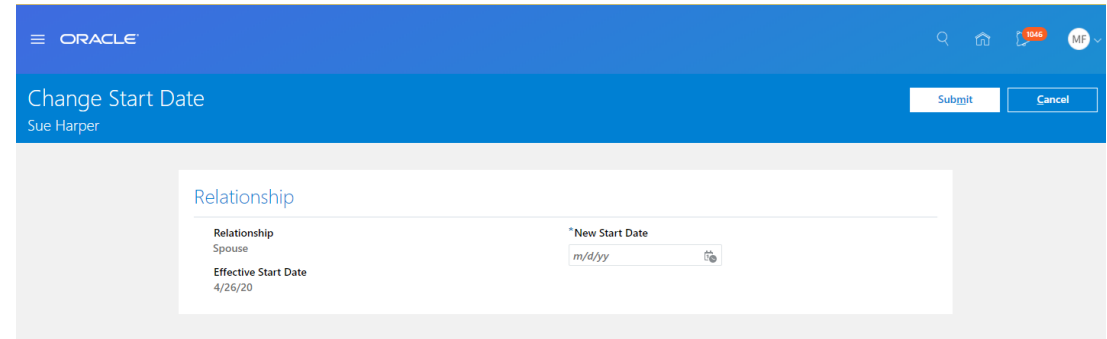 ORACLE
1046
MF
Change Start Date
Submit
Cancel
Sue Harper
Relationship
Relationship
Spouse
*New Start Date
m/d/yy
Effective Start Date
4/26/20